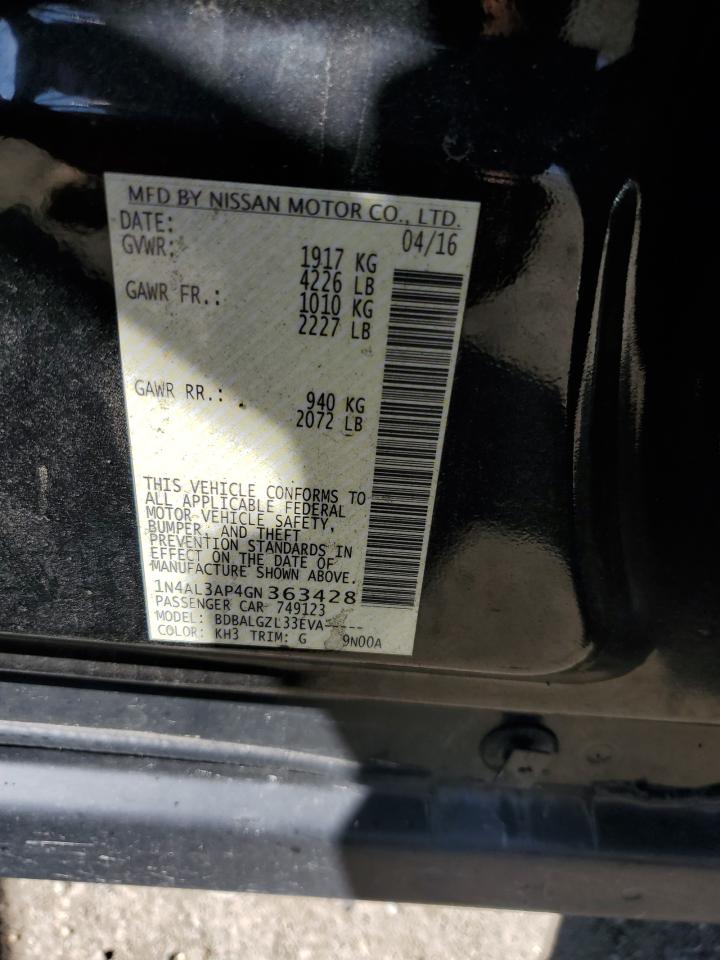 MFD BY NISSAN MOTOR CO., LTD.
DATE: 04/16
GVWR: 1917 KG
4226 LB
GAWR FR.: 1010 KG
2227 LB
GAWR RR.: 940 KG
2072 LB
THIS VEHICLE CONFORMS TO
ALL APPLICABLE FEDERAL
MOTOR VEHICLE SAFETY,
BUMPER, AND THEFT
PREVENTION STANDARDS IN
EFFECT ON THE DATE OF
MANUFACTURE SHOWN ABOVE.
1N4AL3AP4GN363428
PASSENGER CAR 749123
MODEL: BDBALGZL33EVA-----
COLOR: KH3 TRIM: G 9N00A